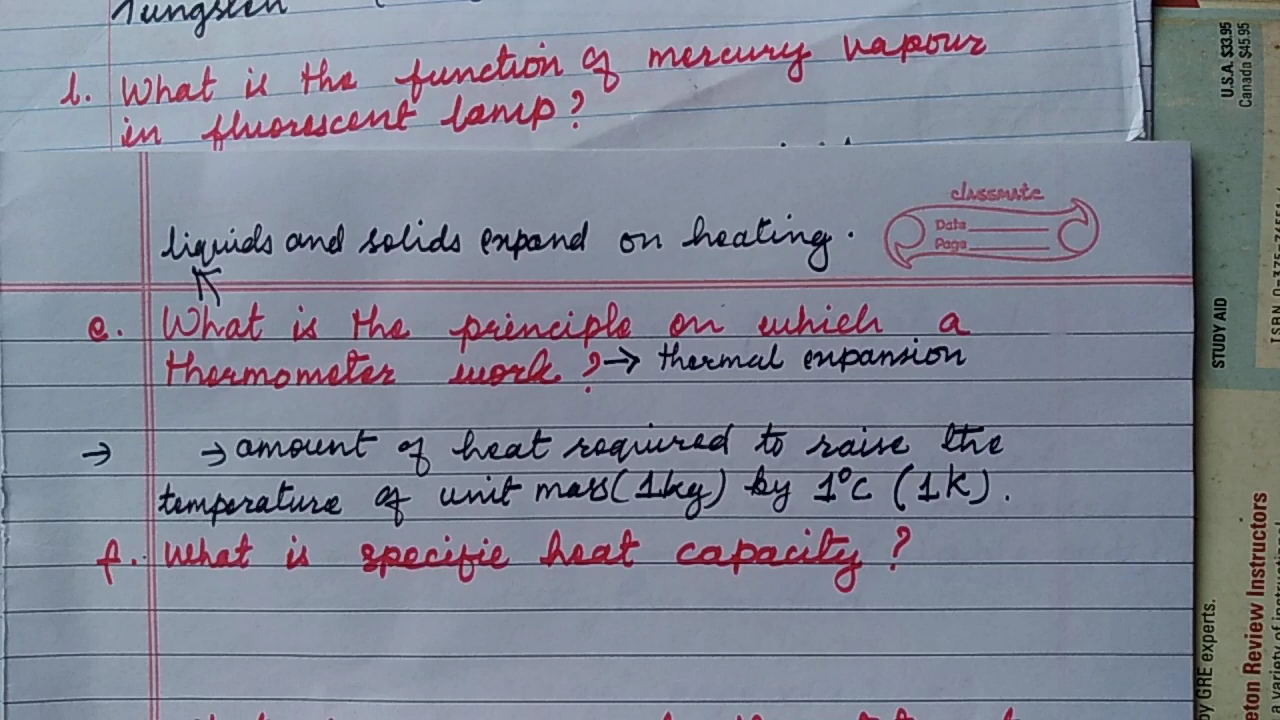 Tungsten
l. What is the function of mercury vapour
in fluorescent lamp?
classmate
Date
Page
liquids and solids expand on heating.
e. What is the principle on which a
thermometer work? → thermal expansion
→ → amount of heat required to raise the
temperature of unit mass (1kg) by 1°C (1K).
f. What is specific heat capacity?
U.S.A. $33.95
Canada $45.95
STUDY AID
by GRE experts.
eton Review Instructors